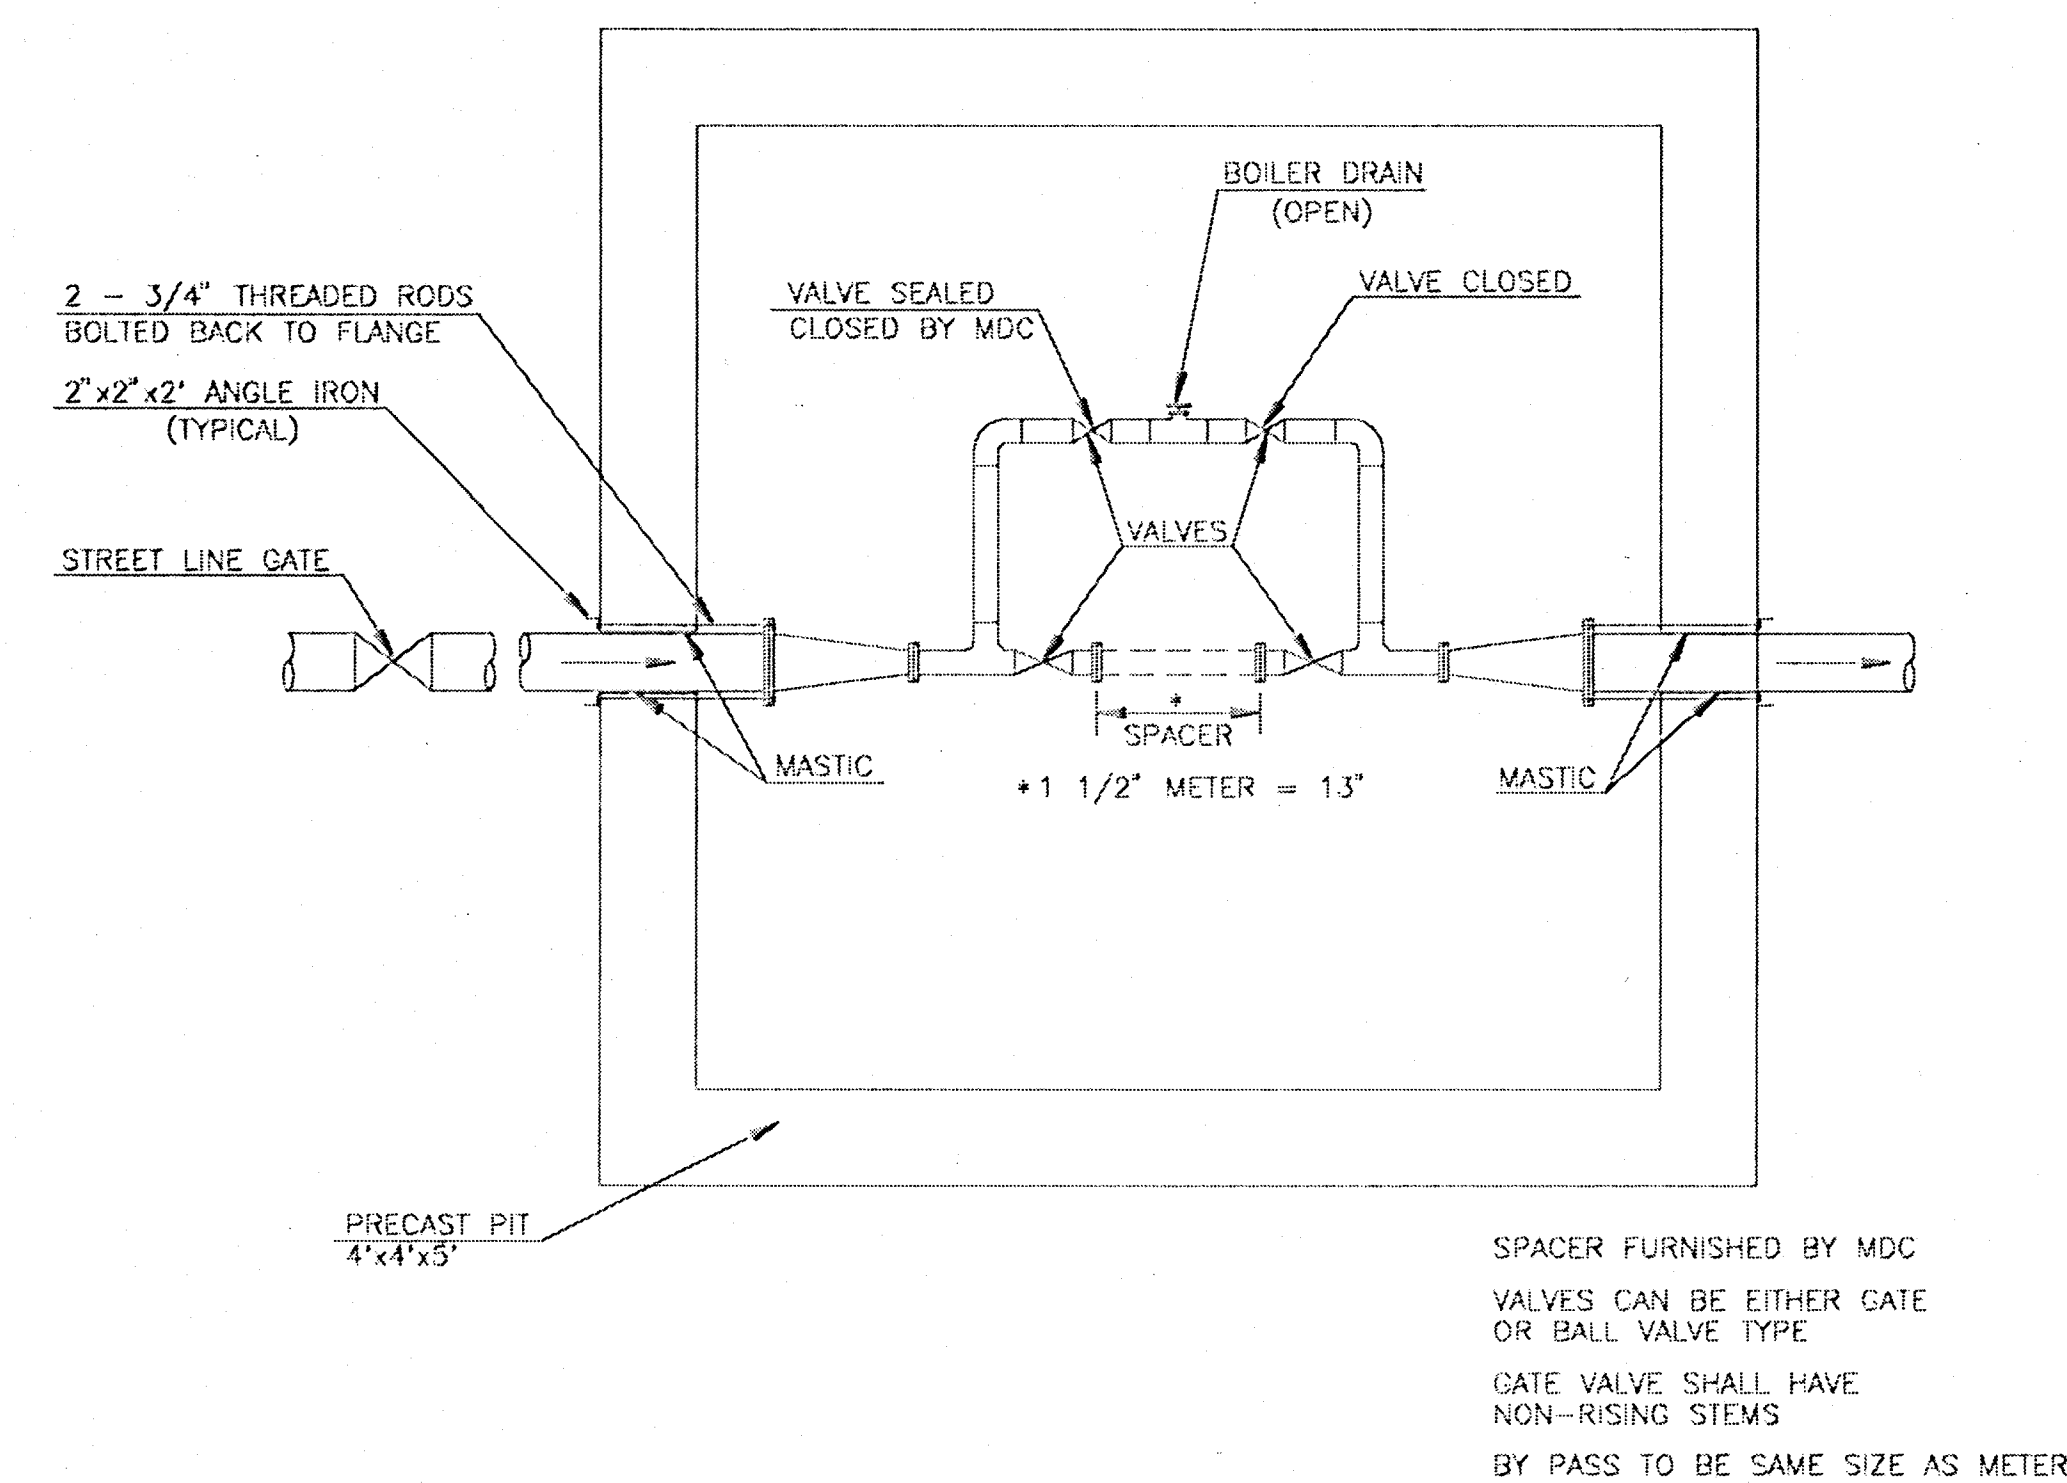 BOILER DRAIN
(OPEN)
2 - 3/4" THREADED RODS
BOLTED BACK TO FLANGE
VALVE SEALED
CLOSED BY MDC
VALVE CLOSED
2"x2"x2' ANGLE IRON
(TYPICAL)
STREET LINE GATE
VALVES
*
SPACER
MASTIC
*1 1/2" METER = 13"
MASTIC
PRECAST PIT
4'x4'x5'
SPACER FURNISHED BY MDC
VALVES CAN BE EITHER GATE
OR BALL VALVE TYPE
GATE VALVE SHALL HAVE
NON-RISING STEMS
BY PASS TO BE SAME SIZE AS METER